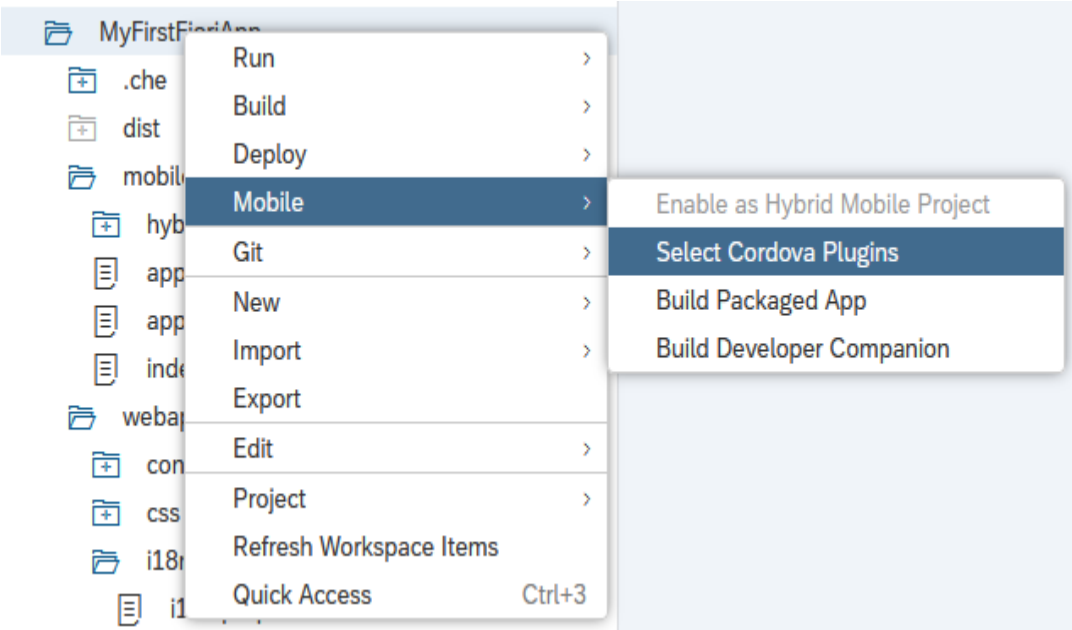 MyFirstFioriApp
.che
dist
Run
Build
Deploy
Mobile
Git
New
Import
Export
Edit
Project
Refresh Workspace Items
Quick Access Ctrl+3
Enable as Hybrid Mobile Project
Select Cordova Plugins
Build Packaged App
Build Developer Companion
css